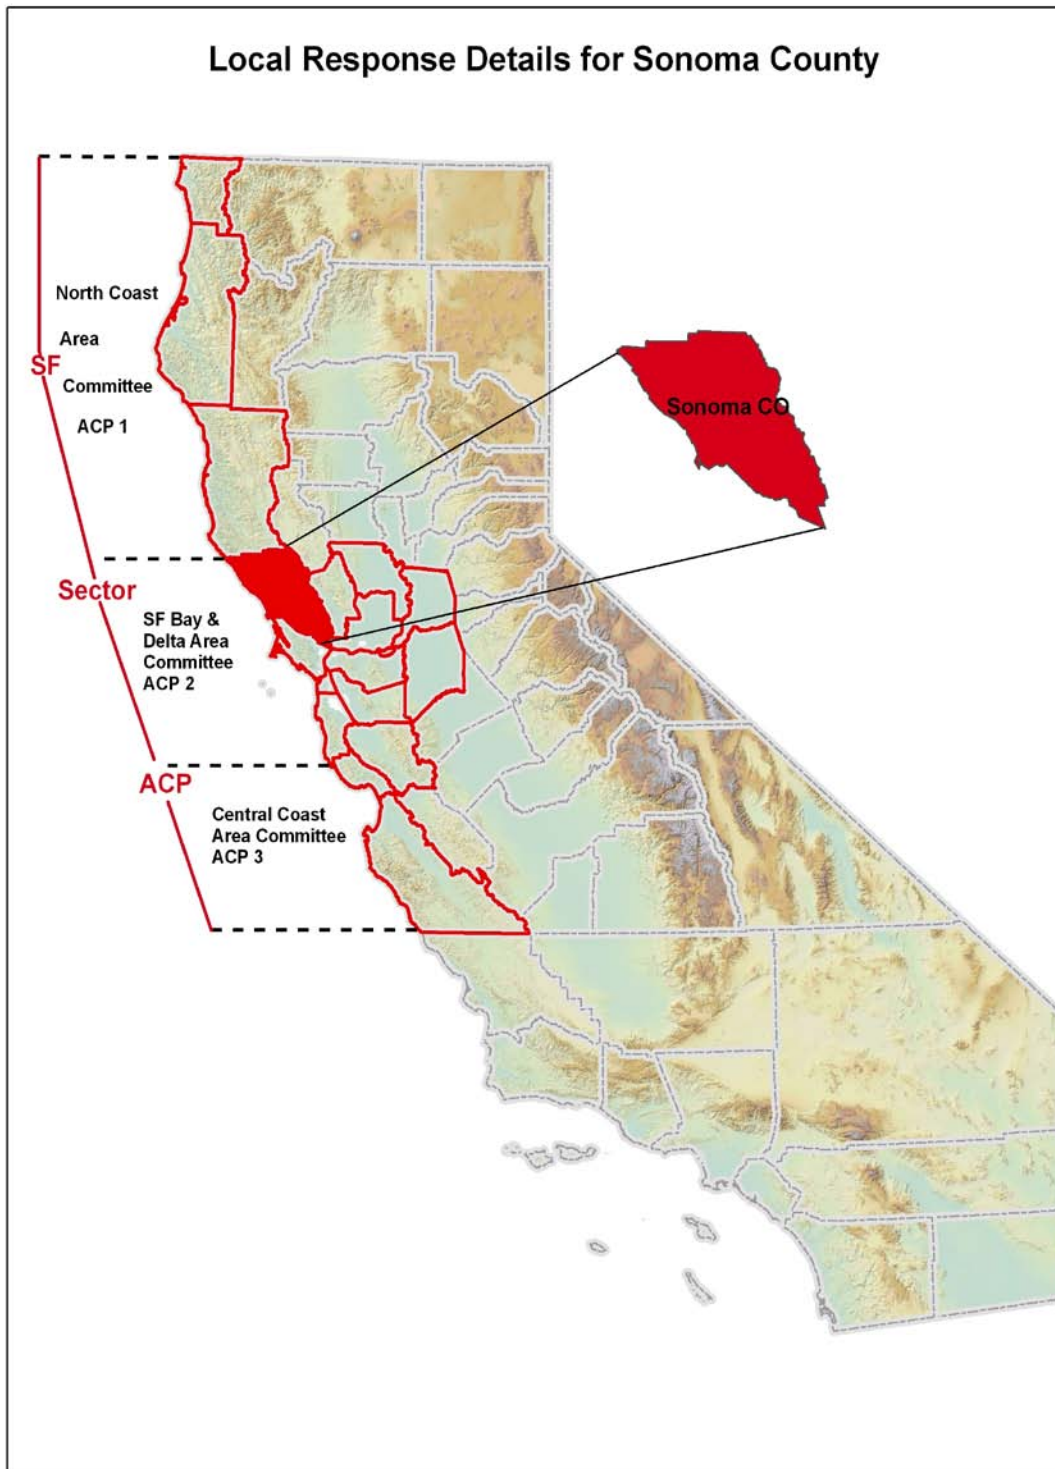 Local Response Details for Sonoma County
North Coast
Area
SF
Committee
ACP 1
Sonoma CO
Sector
SF Bay &
Delta Area
Committee
ACP 2
ACP
Central Coast
Area Committee
ACP 3